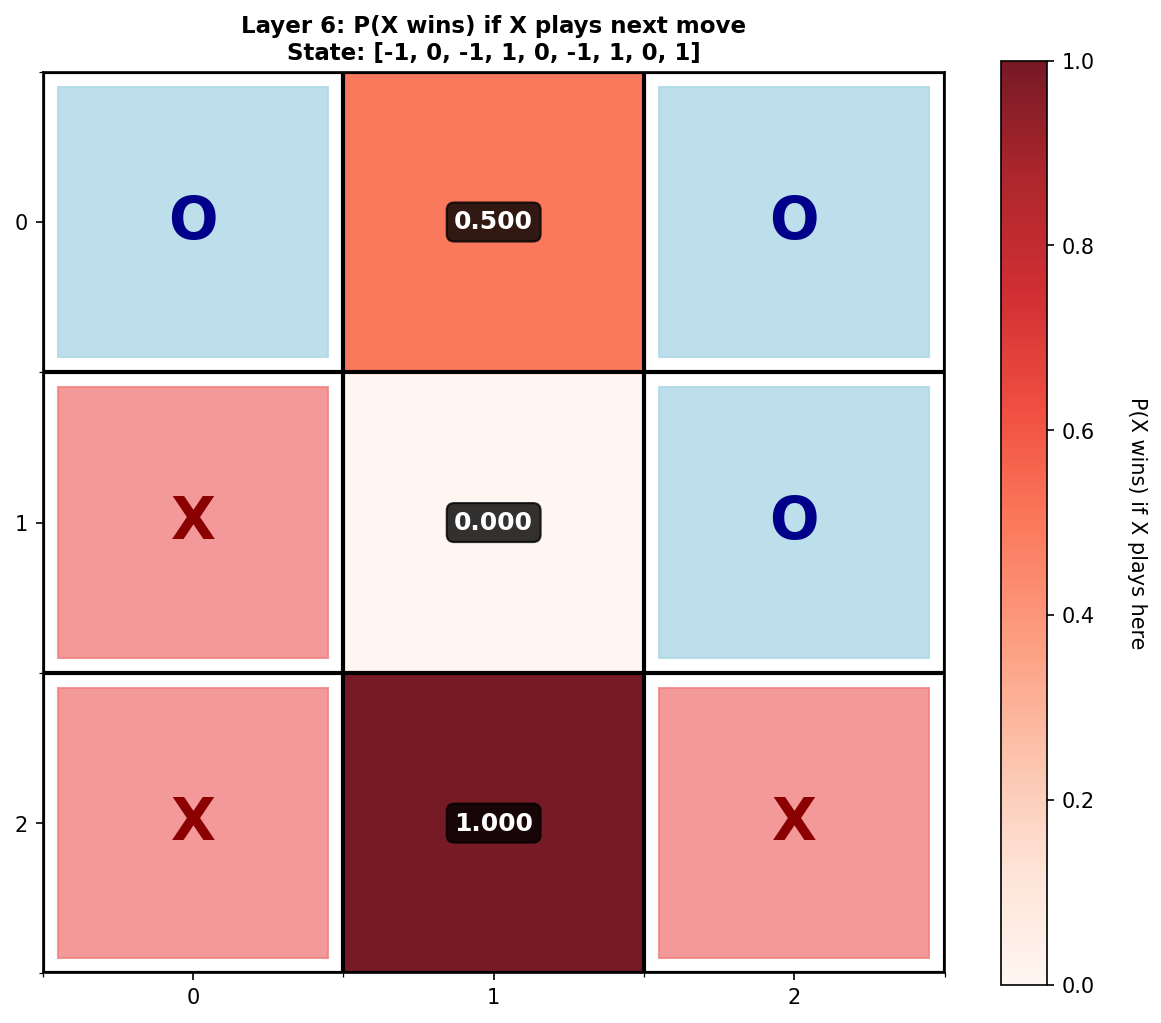 Layer 6: P(X wins) if X plays next move
State: [-1, 0, -1, 1, 0, -1, 1, 0, 1]
0
O
0.500
O
1
X
0.000
O
2
X
1.000
X
0
1
2
1.0
0.8
0.6
0.4
0.2
0.0
P(X wins) if X plays here